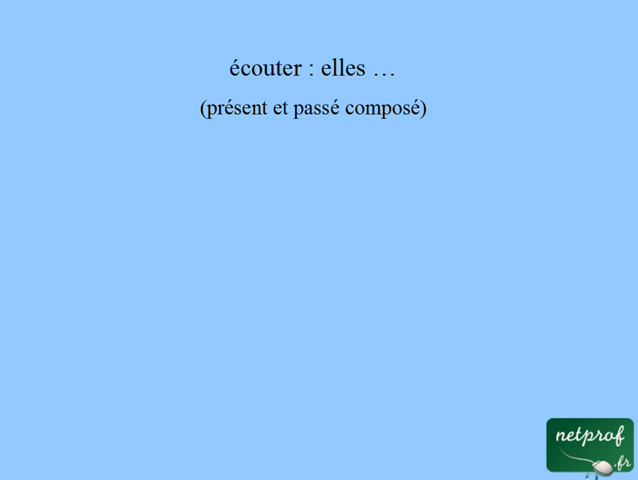 écouter : elles …
(présent et passé composé)
netprof
.fr